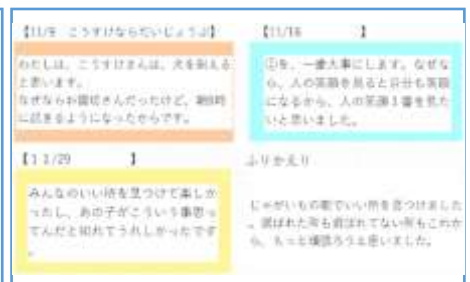 【11/9 こうすけならだいじょうぶ】
わたしは、こうすけさんは、犬を飼える
と思います。
なぜならお寝坊さんだったけど、朝6時
に起きるようになったからです。
【11/16 】
①を、一番大事にします。なぜな
ら、人の笑顔を見ると自分も笑顔
になるから、人の笑顔1番を見た
いと思いました。
【11/29 】
みんなのいい所を見つけて楽しか
ったし、あの子がこういう事思っ
てんだと知れてうれしかったです
。
ふりかえり
じゃがいもの歌でいい所を見つけました
。選ばれた所も選ばれてない所もこれか
ら、もっと頑張ろうと思いました。